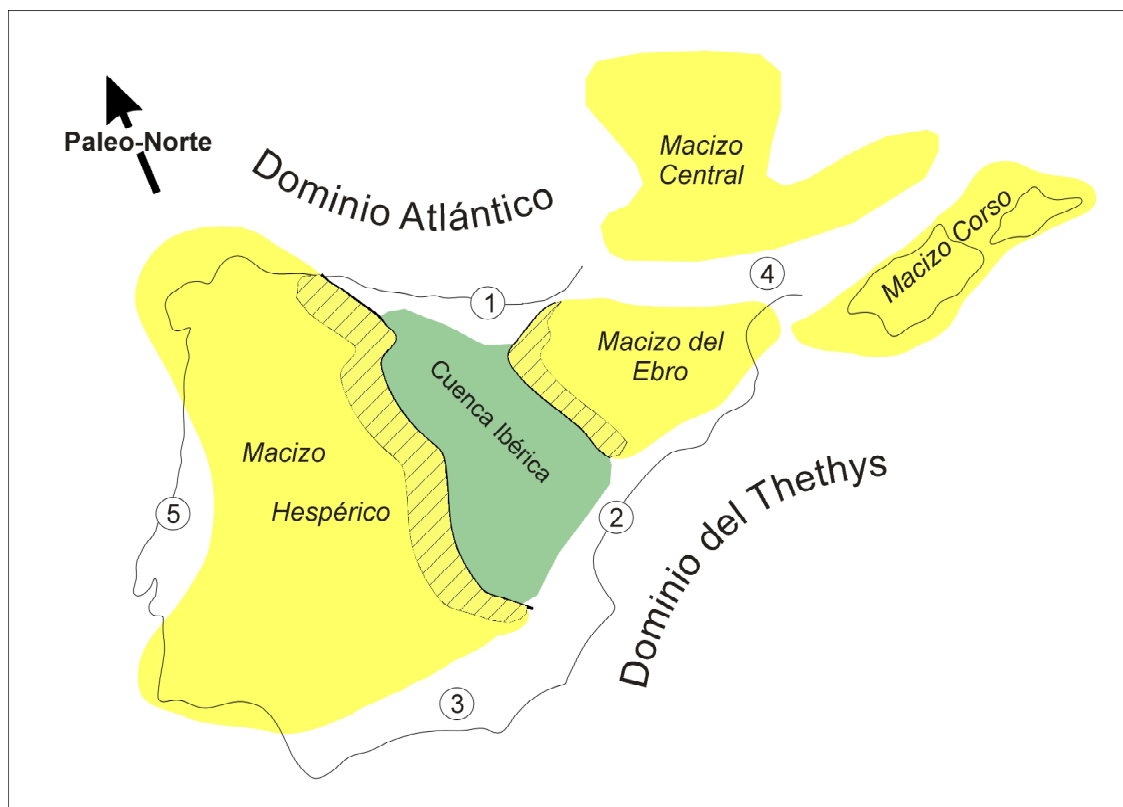 Paleo-Norte
Dominio Atlántico
Macizo
Central
Macizo Corso
4
1
Macizo del
Ebro
Cuenca Ibérica
Macizo
Hespérico
5
2
Dominio del Thethys
3